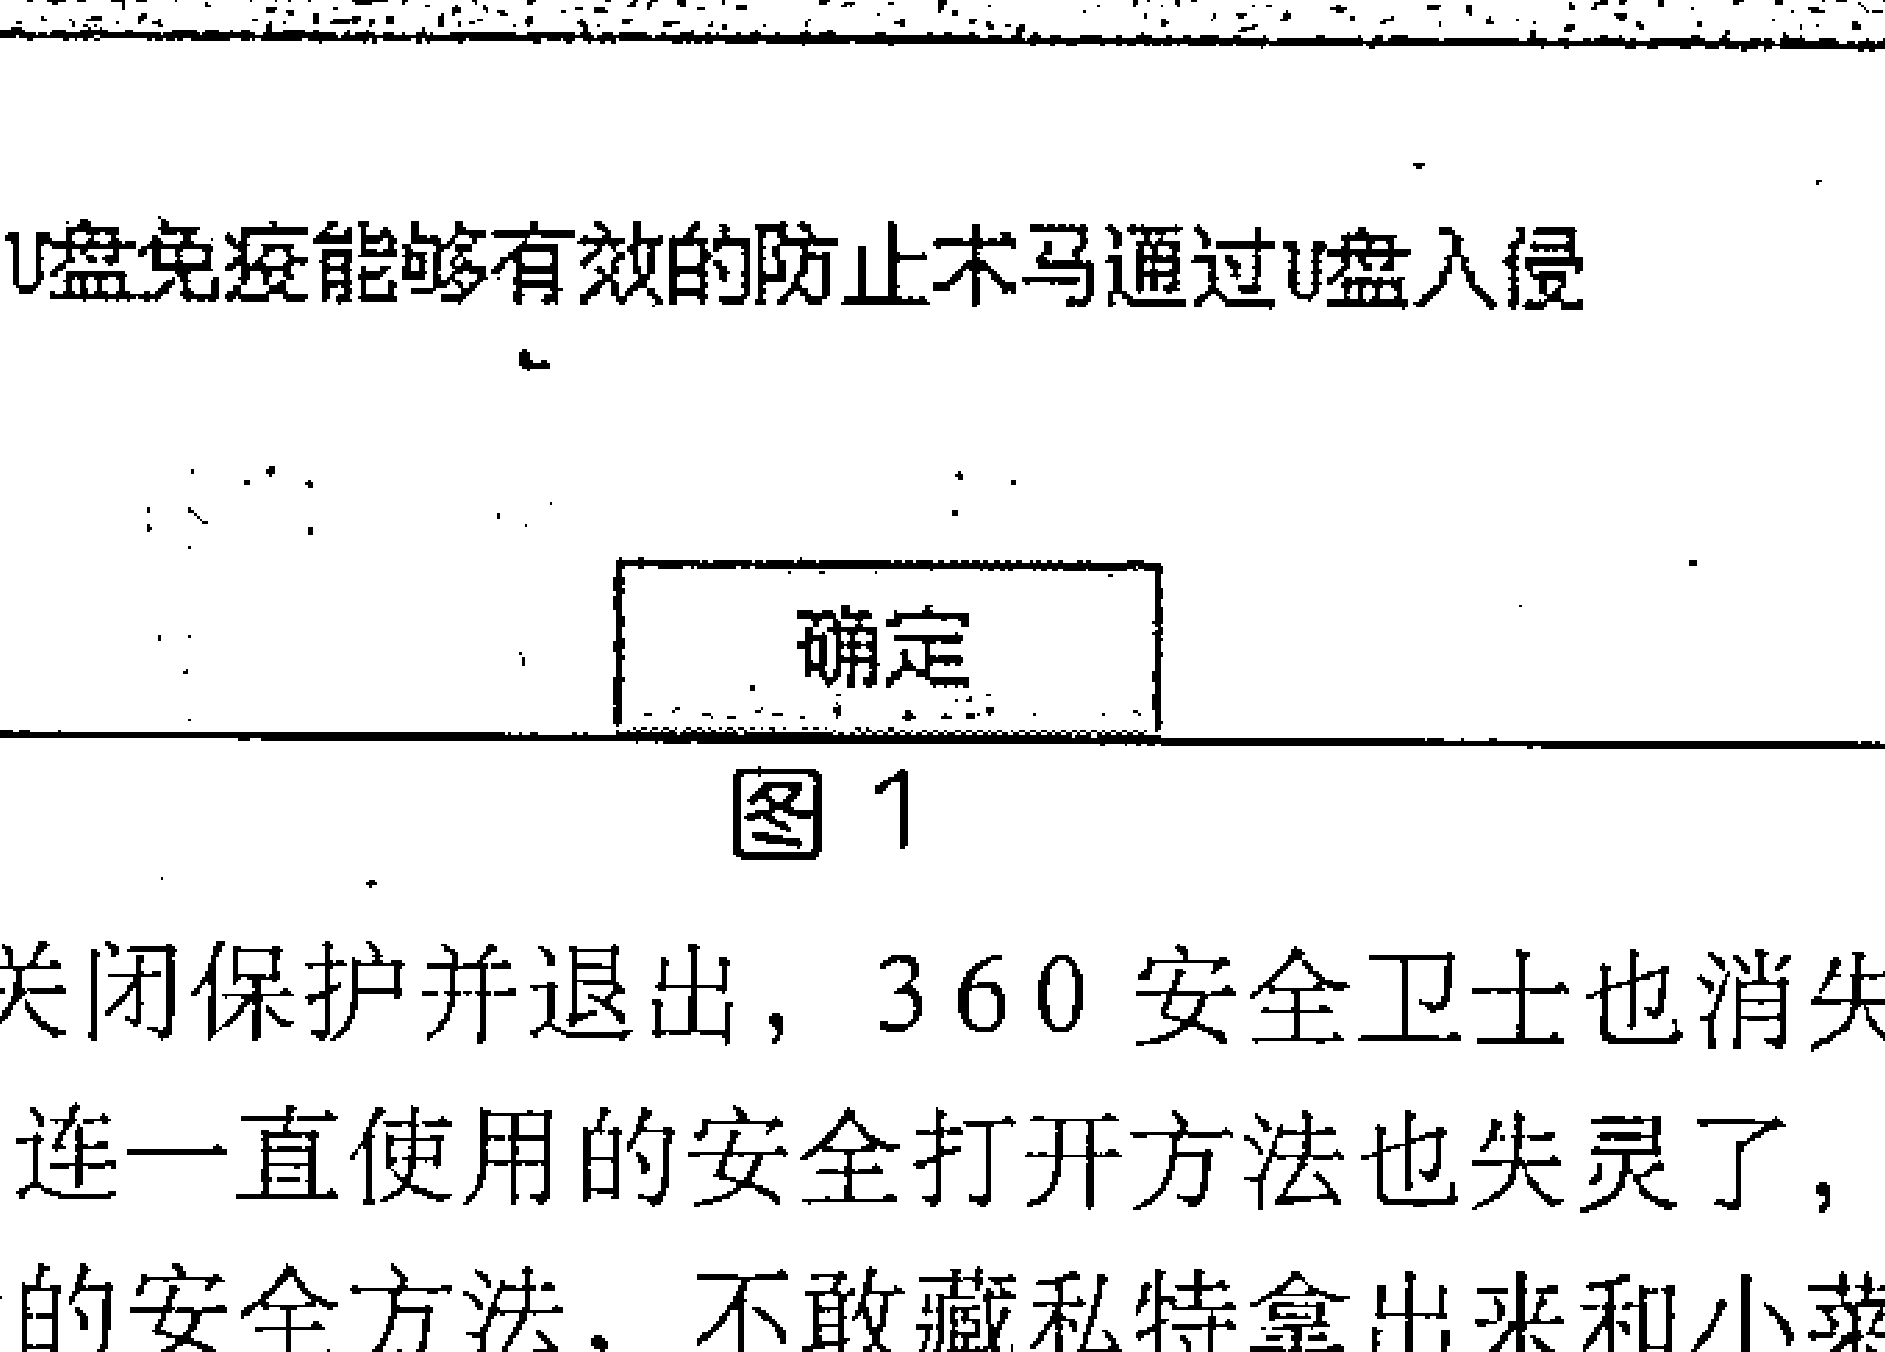 U盘免疫能够有效的防止木马通过U盘入侵
确定
图 1
关闭保护并退出，360 安全卫士也消失
连一直使用的安全打开方法也失灵了，
的安全方法．不敢藏私特拿出来和小菜